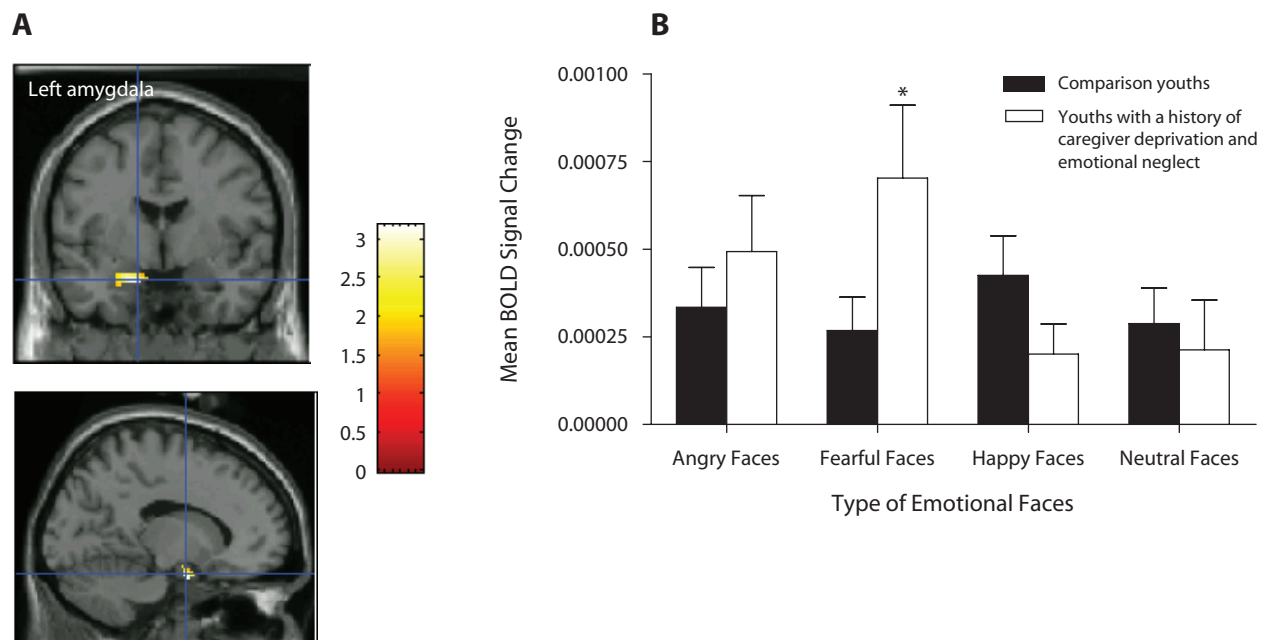 A
Left amygdala
3
2.5
2
1.5
1
0.5
0
B
Mean BOLD Signal Change
0.00100
0.00075
0.00050
0.00025
0.00000
*
Comparison youths
Youths with a history of
caregiver deprivation and
emotional neglect
Angry Faces
Fearful Faces
Happy Faces
Neutral Faces
Type of Emotional Faces